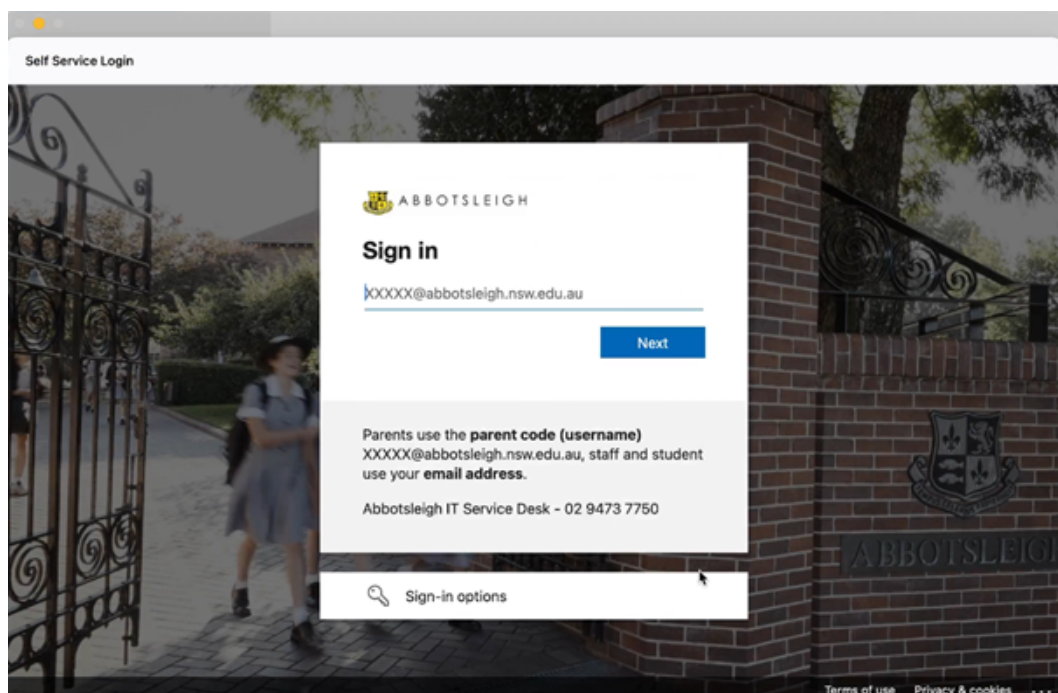 Self Service Login
ABBOTSLEIGH
Sign in
XXXXX@abbotsleigh.nsw.edu.au
Next
Parents use the parent code (username)
XXXXX@abbotsleigh.nsw.edu.au, staff and student
use your email address.
Abbotsleigh IT Service Desk - 02 9473 7750
ABBOTSLEIG
Sign-in options
Terms of use Privacy & cookies